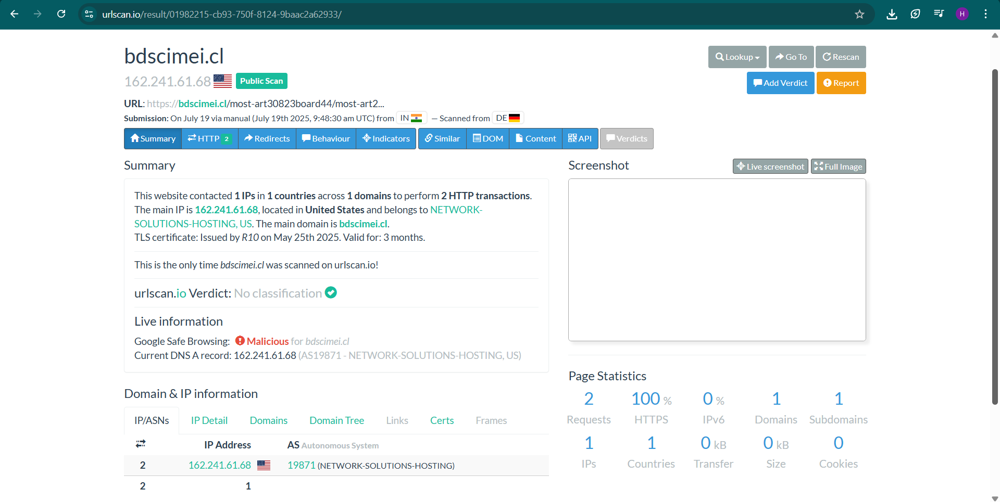 urlscan.io/result/01982215-cb93-750f-8124-9baac2a62933/
H
bdscimei.cl
Lookup
Go To
Rescan
162.241.61.68 Public Scan
Add Verdict
Report
URL: https://bdscimei.cl/most-art30823board44/most-art2...
Submission: On July 19 via manual (July 19th 2025, 9:48:30 am UTC) from IN — Scanned from DE
Summary HTTP 2 Redirects Behaviour Indicators Similar DOM Content API Verdicts
Summary
This website contacted 1 IPs in 1 countries across 1 domains to perform 2 HTTP transactions.
The main IP is 162.241.61.68, located in United States and belongs to NETWORK-
SOLUTIONS-HOSTING, US. The main domain is bdscimei.cl.
TLS certificate: Issued by R10 on May 25th 2025. Valid for: 3 months.
This is the only time bdscimei.cl was scanned on urlscan.io!
urlscan.io Verdict: No classification
Live information
Google Safe Browsing: Malicious for bdscimei.cl
Current DNS A record: 162.241.61.68 (AS19871 - NETWORK-SOLUTIONS-HOSTING, US)
Domain & IP information
IP/ASNs IP Detail Domains Domain Tree Links Certs Frames
IP Address AS Autonomous System
2 162.241.61.68 19871 (NETWORK-SOLUTIONS-HOSTING)
2 1
Screenshot
Live screenshot Full Image
Page Statistics
2 100 % 0 % 1 1
Requests HTTPS IPv6 Domains Subdomains
1 1 0 kB 0 kB 0
IPs Countries Transfer Size Cookies